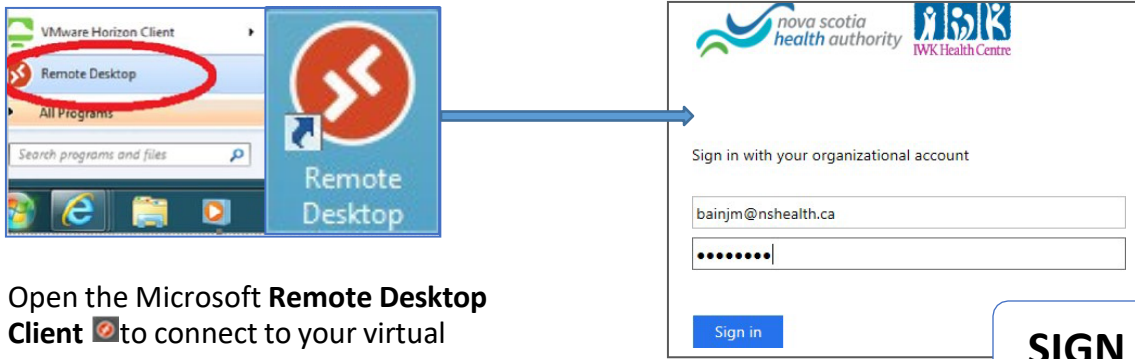 VMware Horizon Client
Remote Desktop
All Programs
Search programs and files
Remote
Desktop
nova scotia
health authority
IWK
IWK Health Centre
Sign in with your organizational account
bainjm@nshealth.ca
••••••••
Sign in
Open the Microsoft Remote Desktop
Client to connect to your virtual
SIGN